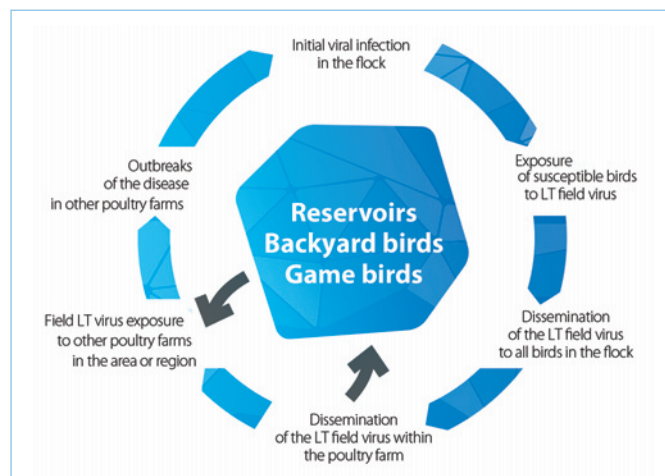 Initial viral infection
in the flock
Exposure
of susceptible birds
to LT field virus
Dissemination
of the LT field virus
to all birds in the flock
Dissemination
of the LT field virus within
the poultry farm
Field LT virus exposure
to other poultry farms
in the area or region
Outbreaks
of the disease
in other poultry farms
Reservoirs
Backyard birds
Game birds